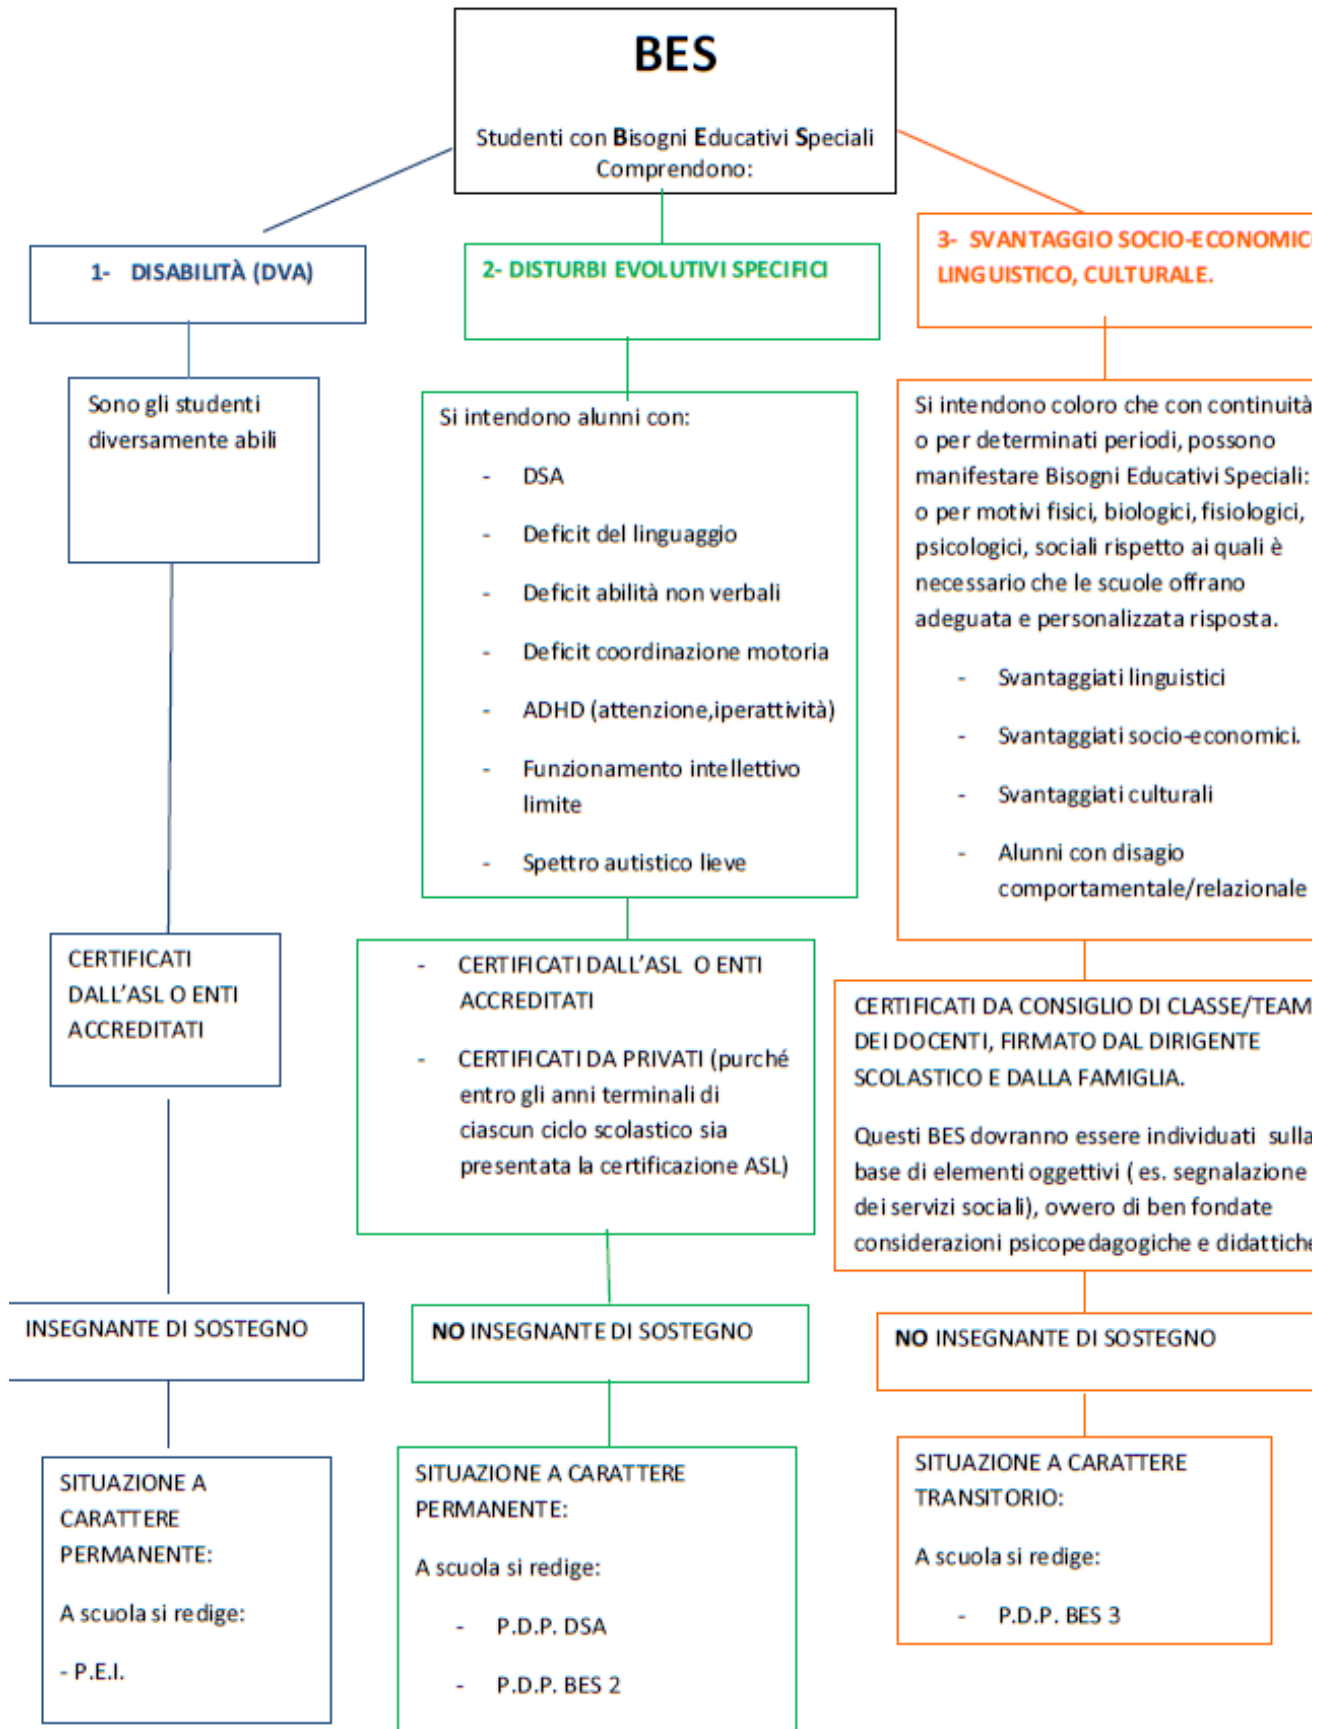 BES
Studenti con Bisogni Educativi Speciali
Comprendono:
1- DISABILITÀ (DVA)
Sono gli studenti
diversamente abili
CERTIFICATI
DALL'ASL O ENTI
ACCREDITATI
INSEGNANTE DI SOSTEGNO
SITUAZIONE A
CARATTERE
PERMANENTE:
A scuola si redige:
- P.E.I.
2- DISTURBI EVOLUTIVI SPECIFICI
Si intendono alunni con:
- DSA
- Deficit del linguaggio
- Deficit abilità non verbali
- Deficit coordinazione motoria
- ADHD (attenzione,iperattività)
- Funzionamento intellettivo
limite
- Spettro autistico lieve
- CERTIFICATI DALL'ASL O ENTI
ACCREDITATI
- CERTIFICATI DA PRIVATI (purché
entro gli anni terminali di
ciascun ciclo scolastico sia
presentata la certificazione ASL)
NO INSEGNANTE DI SOSTEGNO
SITUAZIONE A CARATTERE
PERMANENTE:
A scuola si redige:
- P.D.P. DSA
- P.D.P. BES 2
3- SVANTAGGIO SOCIO-ECONOMIC
LINGUISTICO, CULTURALE.
Si intendono coloro che con continuità
o per determinati periodi, possono
manifestare Bisogni Educativi Speciali:
o per motivi fisici, biologici, fisiologici,
psicologici, sociali rispetto ai quali è
necessario che le scuole offrano
adeguata e personalizzata risposta.
- Svantaggiati linguistici
- Svantaggiati socio-economici.
- Svantaggiati culturali
- Alunni con disagio
comportamentale/relazionale
CERTIFICATI DA CONSIGLIO DI CLASSE/TEAM
DEI DOCENTI, FIRMATO DAL DIRIGENTE
SCOLASTICO E DALLA FAMIGLIA.
Questi BES dovranno essere individuati sulla
base di elementi oggettivi ( es. segnalazione
dei servizi sociali), ovvero di ben fondate
considerazioni psicopedagogiche e didattiche
NO INSEGNANTE DI SOSTEGNO
SITUAZIONE A CARATTERE
TRANSITORIO:
A scuola si redige:
- P.D.P. BES 3